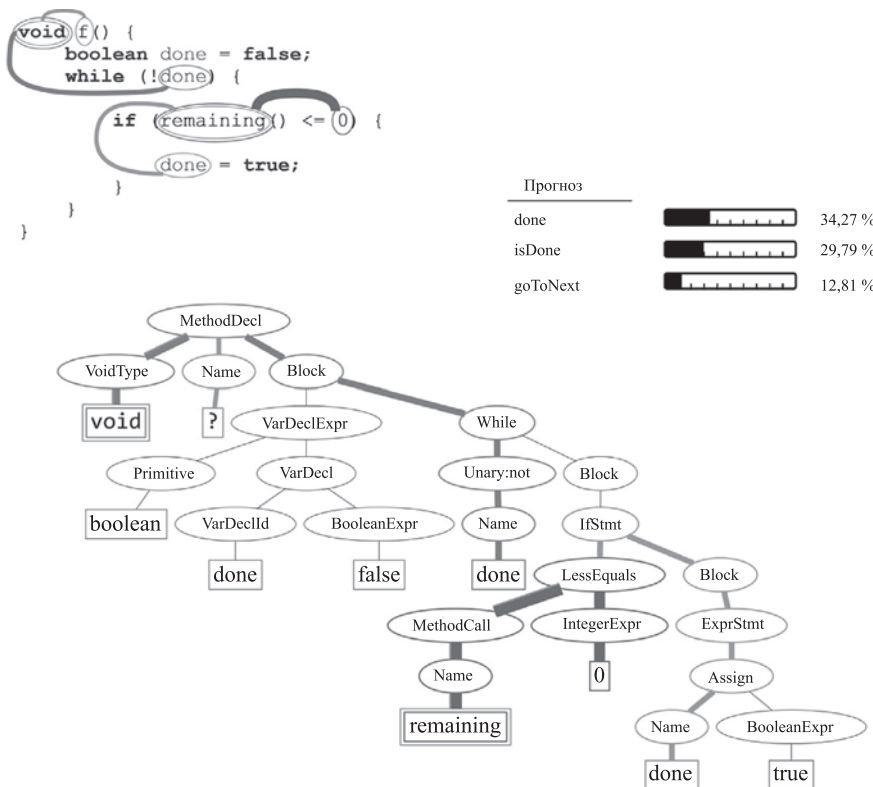 void f() {
boolean done = false;
while (!done) {
if (remaining() <= 0) {
done = true;
}
}
}
Прогноз
done 34,27 %
isDone 29,79 %
goToNext 12,81 %
MethodDecl
VoidType Name Block
void ? VarDeclExpr While
Primitive VarDecl Unary:not Block
boolean VarDeclId BooleanExpr Name IfStmt
done false done LessEquals Block
MethodCall IntegerExpr ExprStmt
Name 0 Assign
remaining Name BooleanExpr
done true